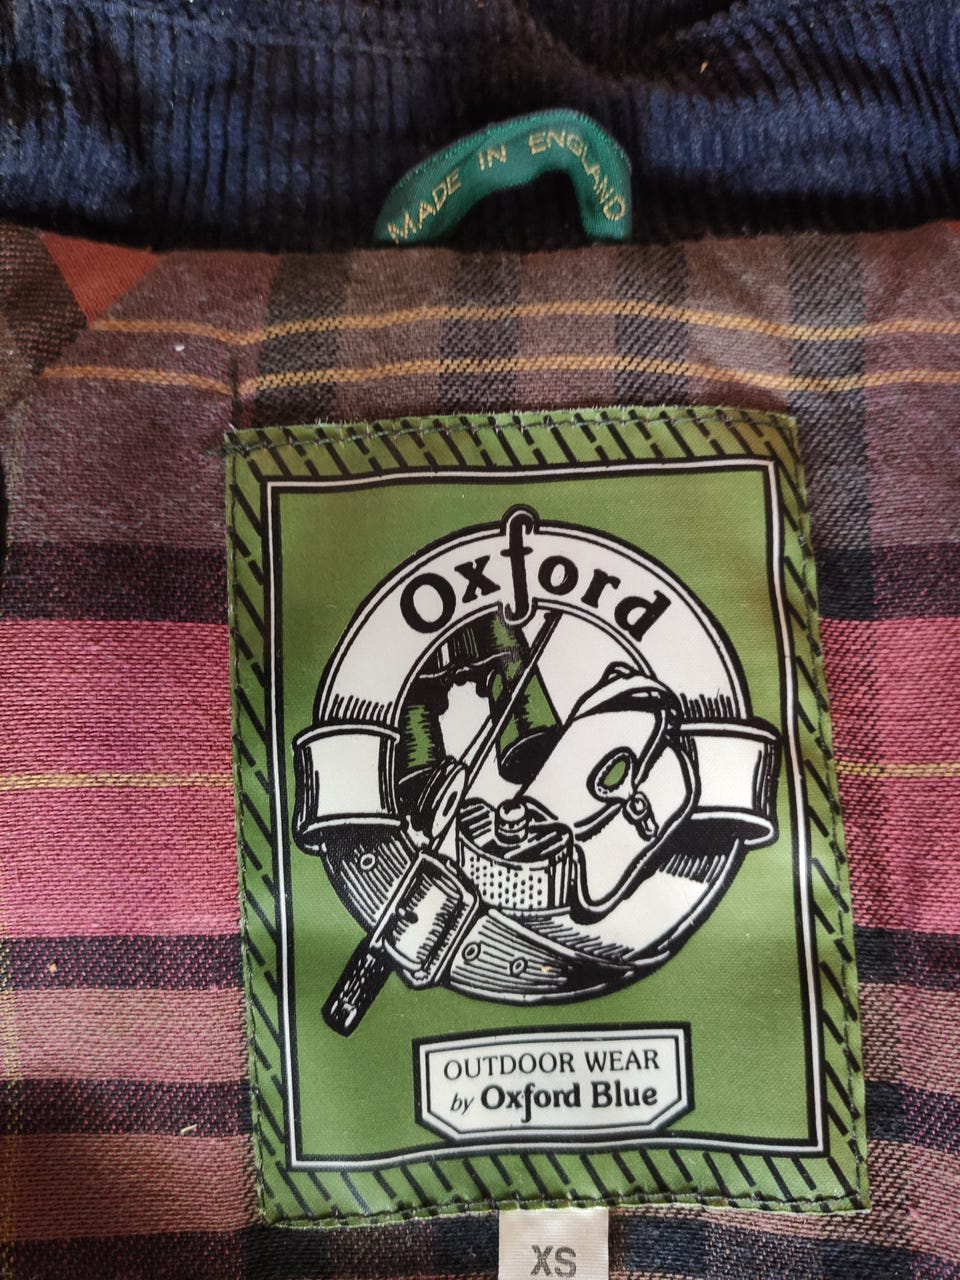 MADE IN ENGLAND
Oxford
OUTDOOR WEAR
by Oxford Blue
XS